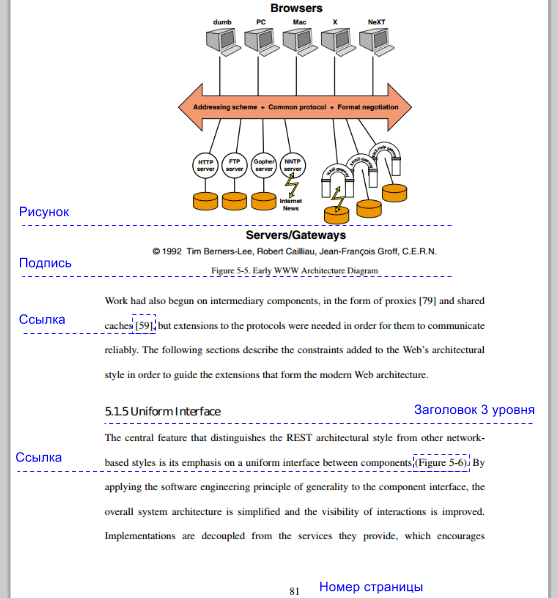 Browsers
dumb PC Mac X NeXT
Addressing scheme + Common protocol + Format negotiation
HTTP server
FTP server
Gopher server
NNTP server
Internet News
Рисунок
Servers/Gateways
© 1992 Tim Berners-Lee, Robert Cailliau, Jean-François Groff, C.E.R.N.
Подпись
Figure 5-5. Early WWW Architecture Diagram
Work had also begun on intermediary components, in the form of proxies [79] and shared
Ссылка
caches [59], but extensions to the protocols were needed in order for them to communicate
reliably. The following sections describe the constraints added to the Web's architectural
style in order to guide the extensions that form the modern Web architecture.
5.1.5 Uniform Interface
Заголовок 3 уровня
The central feature that distinguishes the REST architectural style from other network-
Ссылка
based styles is its emphasis on a uniform interface between components (Figure 5-6). By
applying the software engineering principle of generality to the component interface, the
overall system architecture is simplified and the visibility of interactions is improved.
Implementations are decoupled from the services they provide, which encourages
81
Номер страницы